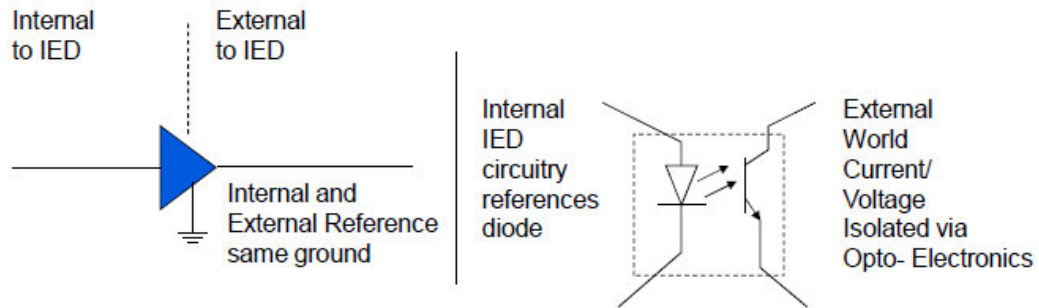 Internal
to IED
External
to IED
Internal and
External Reference
same ground
Internal
IED
circuitry
references
diode
External
World
Current/
Voltage
Isolated via
Opto- Electronics